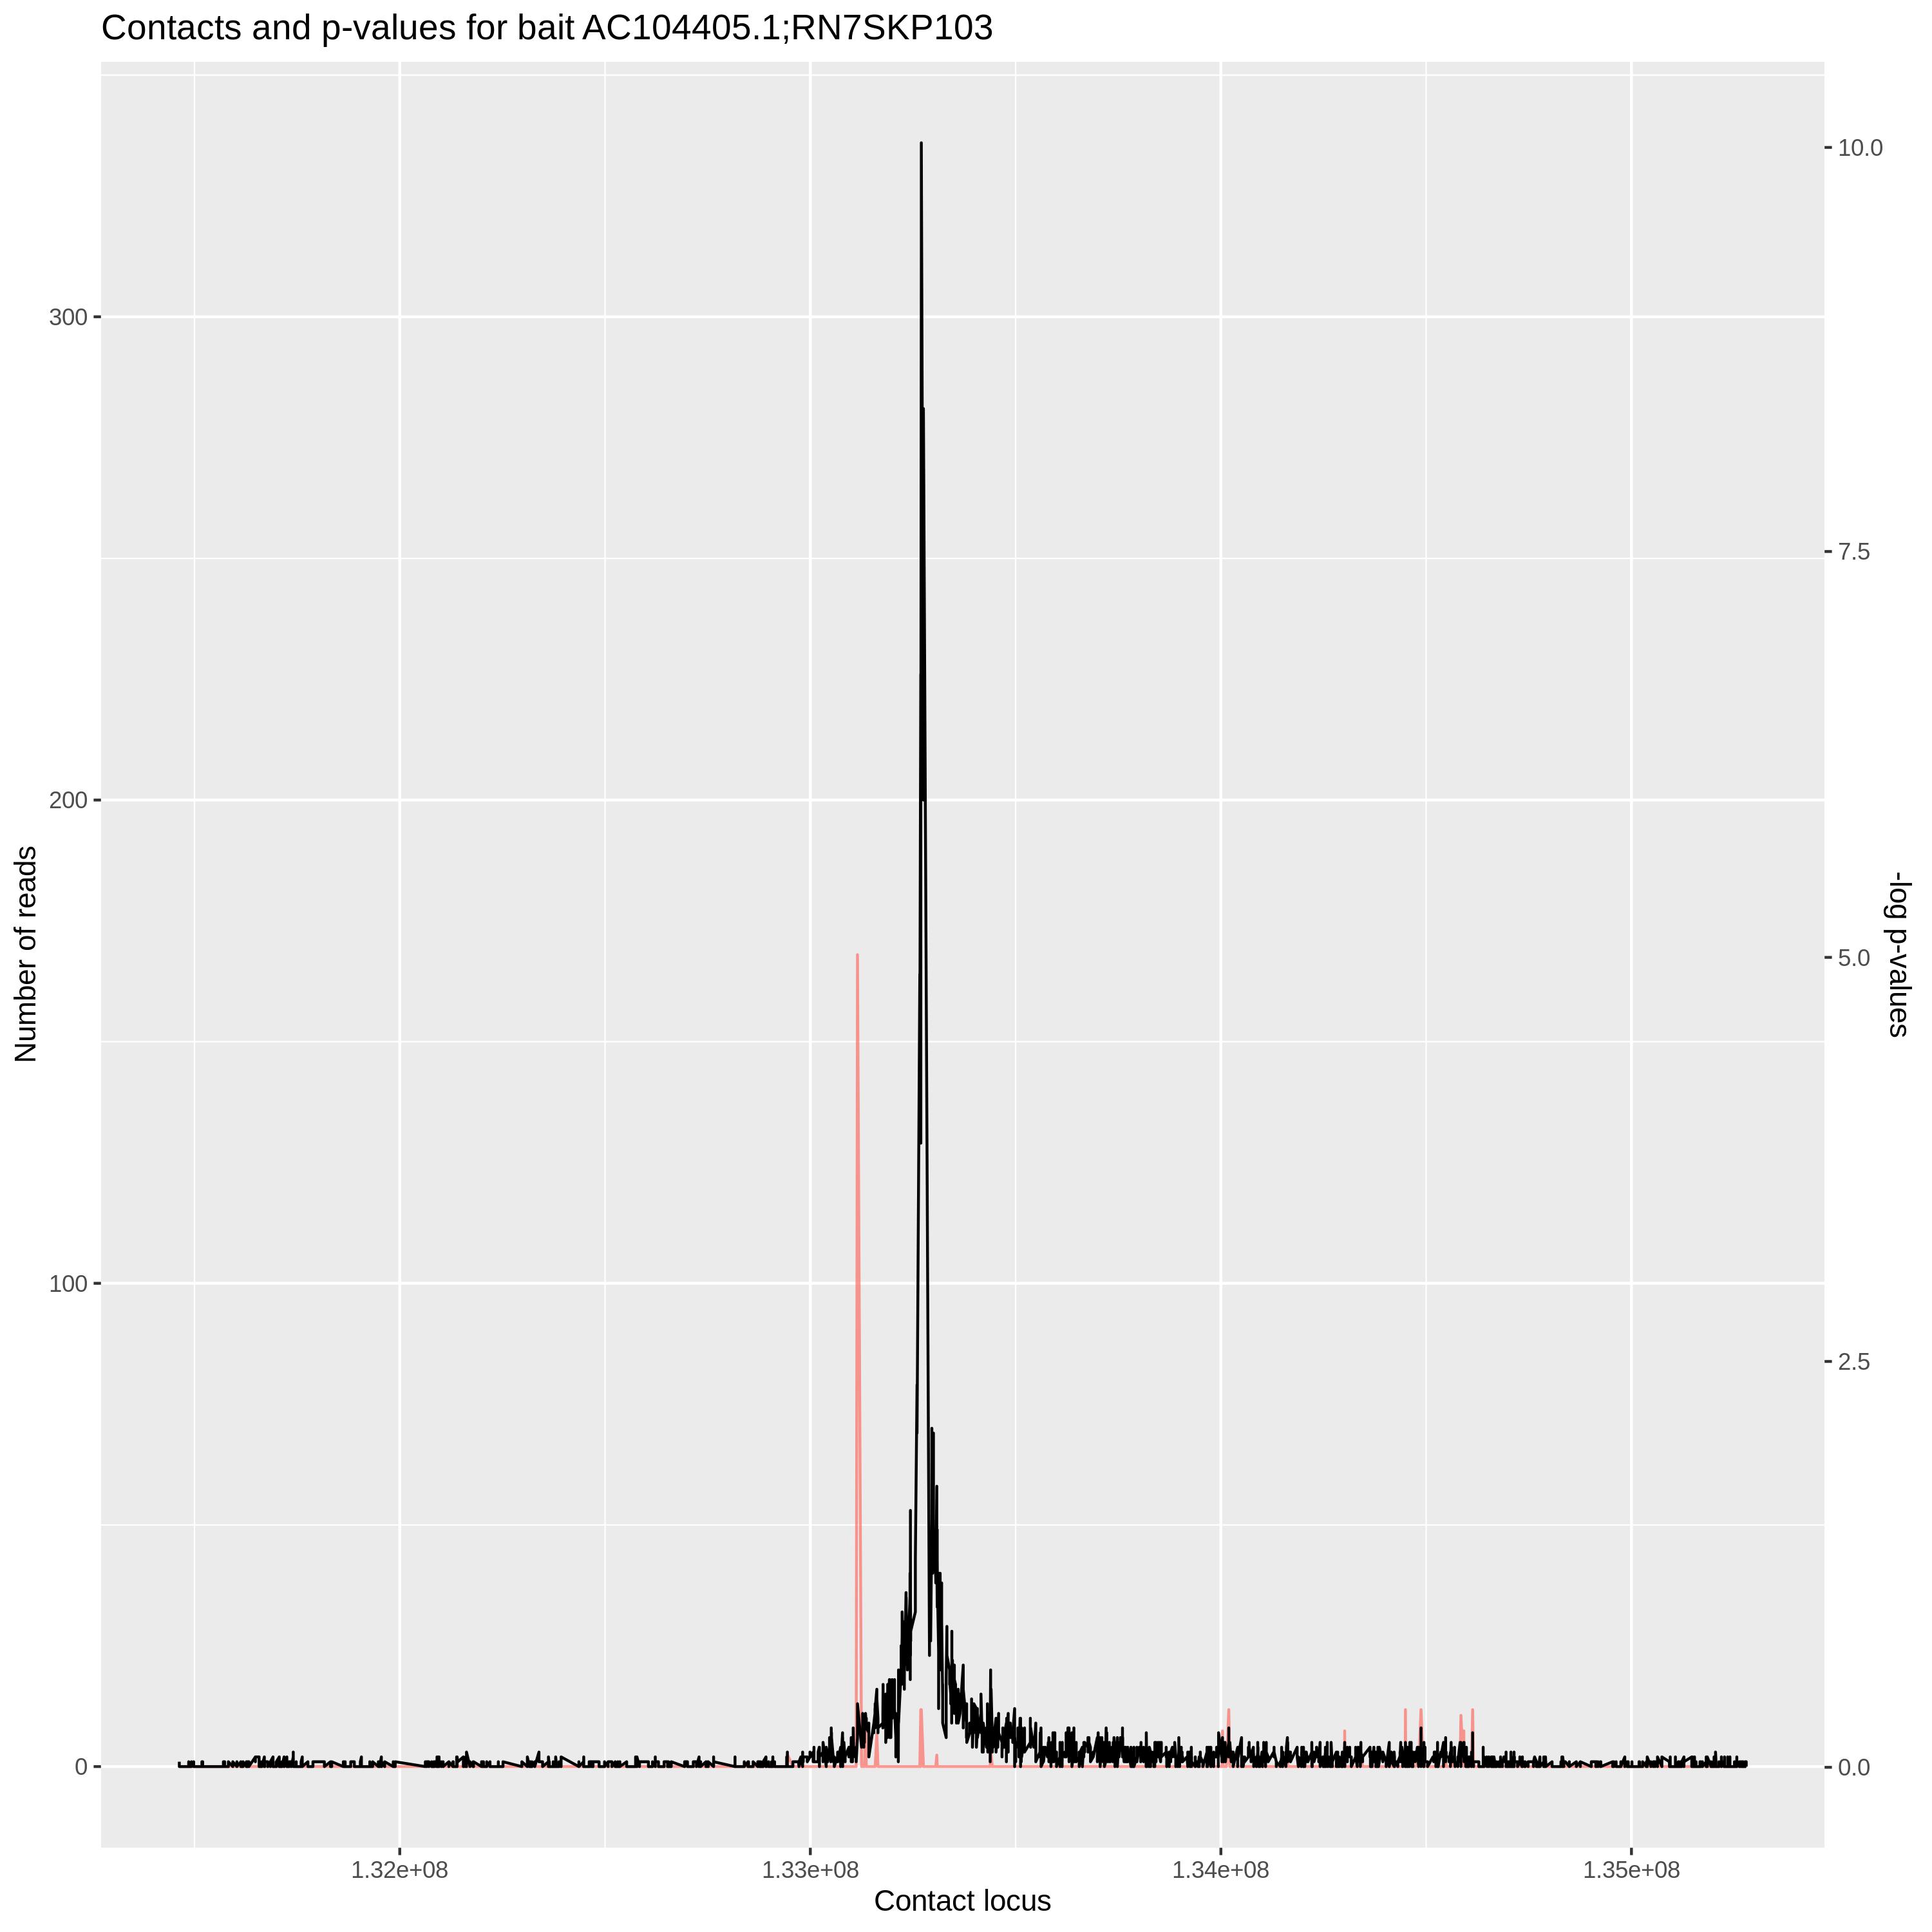 Contacts and p-values for bait AC104405.1;RN7SKP103
Number of reads
300
200
100
0
10.0
7.5
5.0
2.5
0.0
-log p-values
1.32e+08
1.33e+08
1.34e+08
1.35e+08
Contact locus